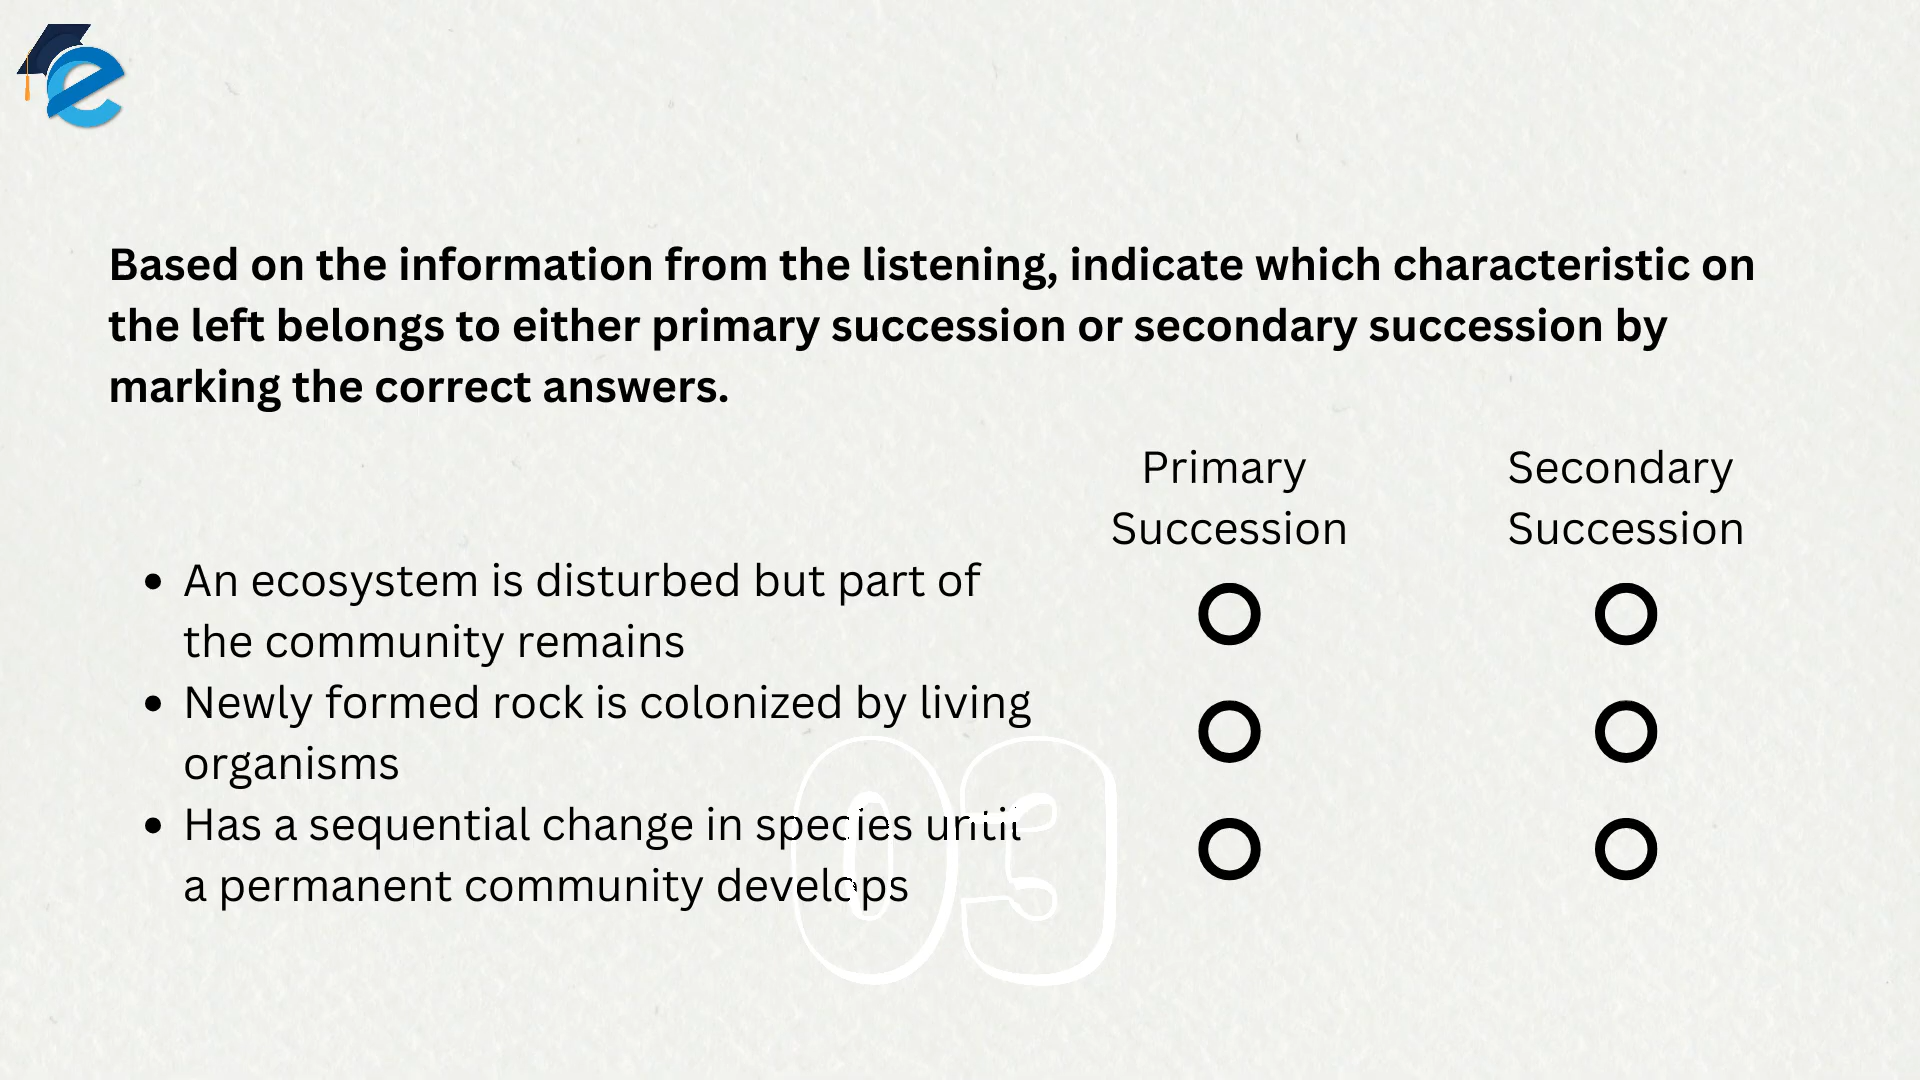 Based on the information from the listening, indicate which characteristic on
the left belongs to either primary succession or secondary succession by
marking the correct answers.
Primary
Succession
Secondary
Succession
• An ecosystem is disturbed but part of
the community remains
• Newly formed rock is colonized by living
organisms
• Has a sequential change in species until
a permanent community develops
03